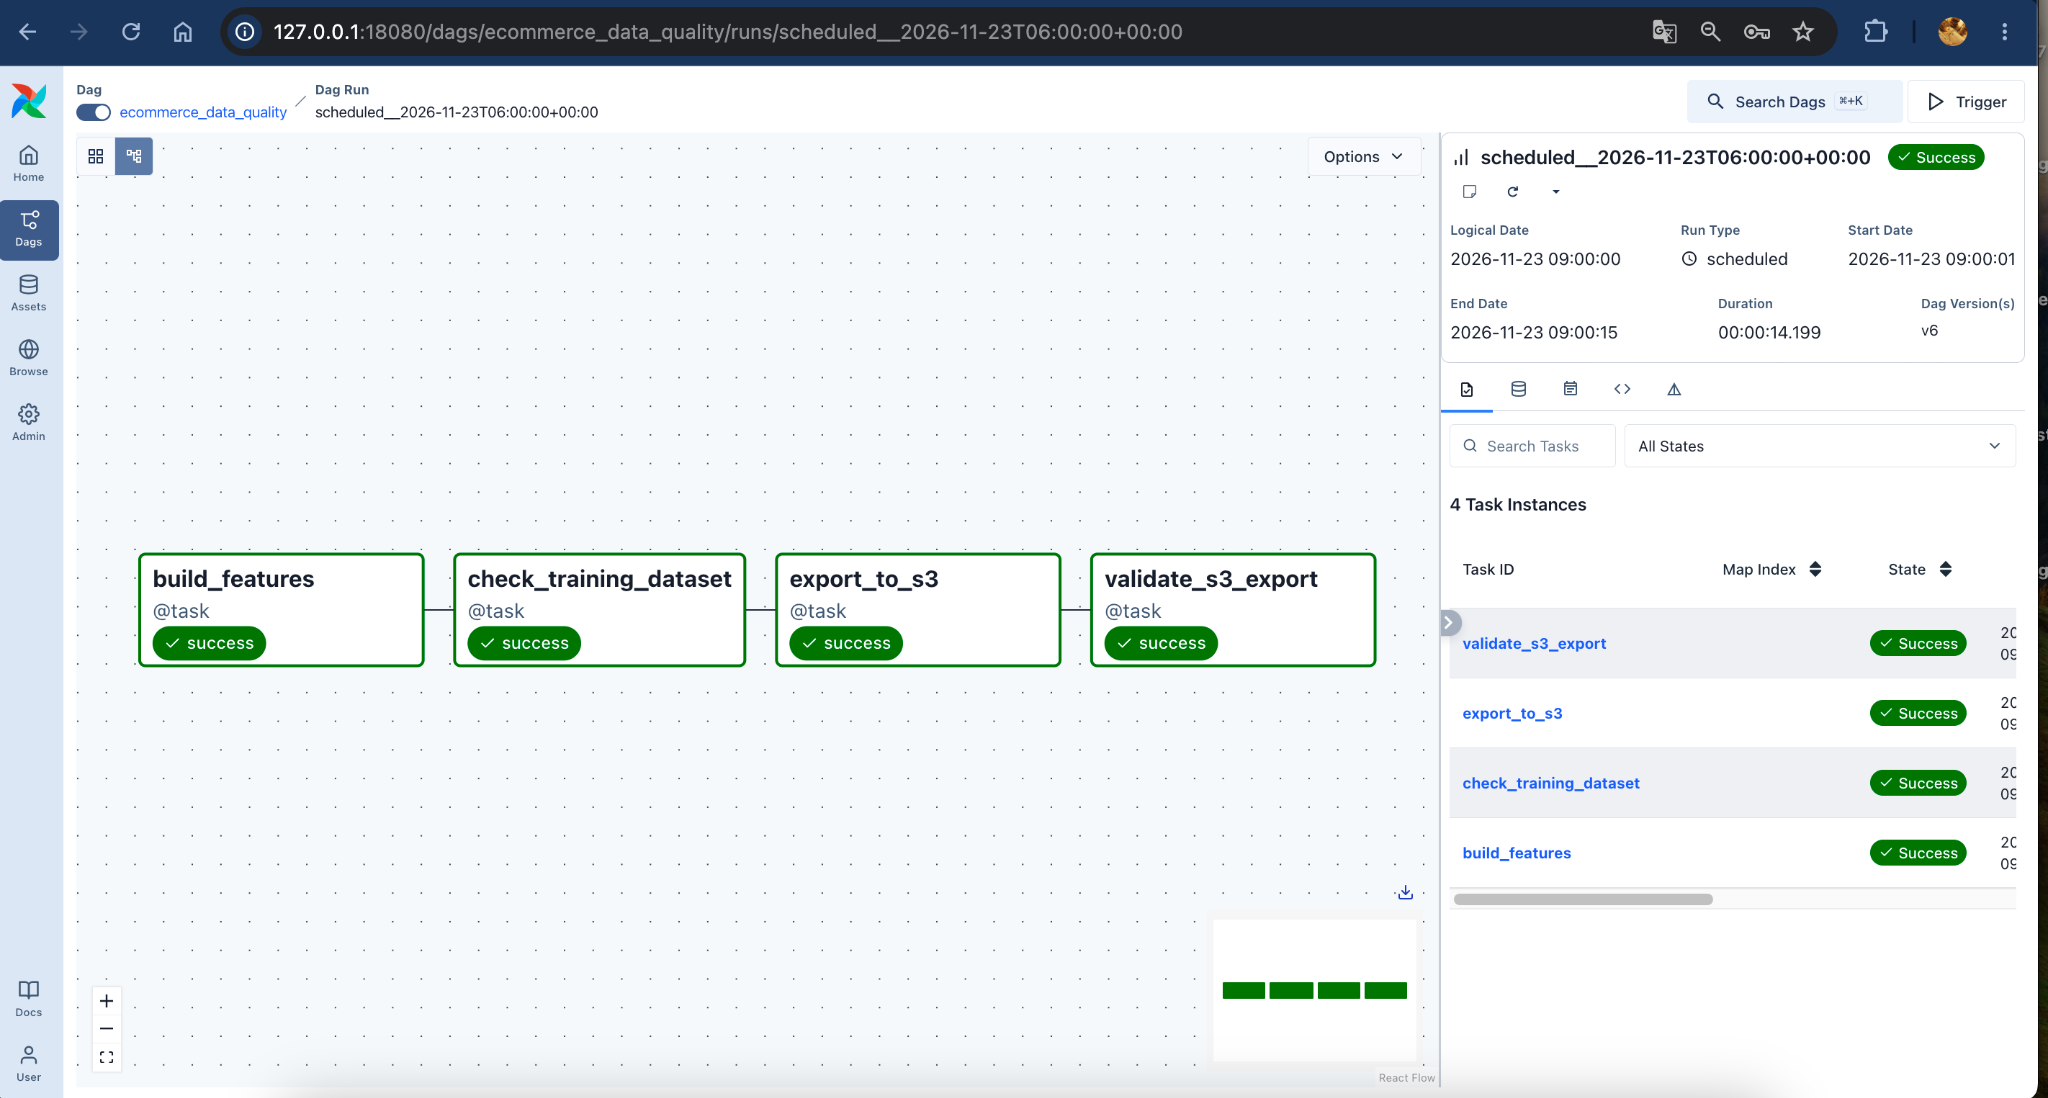 127.0.0.1:18080/dags/ecommerce_data_quality/runs/scheduled__2026-11-23T06:00:00+00:00
Dag
ecommerce_data_quality
/
Dag Run
scheduled__2026-11-23T06:00:00+00:00
Search Dags ⌘+K
Trigger
Home
Dags
Assets
Browse
Admin
Docs
User
Options
build_features
@task
success
check_training_dataset
@task
success
export_to_s3
@task
success
validate_s3_export
@task
success
React Flow
scheduled__2026-11-23T06:00:00+00:00
Success
Logical Date
2026-11-23 09:00:00
Run Type
scheduled
Start Date
2026-11-23 09:00:01
End Date
2026-11-23 09:00:15
Duration
00:00:14.199
Dag Version(s)
v6
Search Tasks
All States
4 Task Instances
Task ID Map Index State
validate_s3_export Success
export_to_s3 Success
check_training_dataset Success
build_features Success